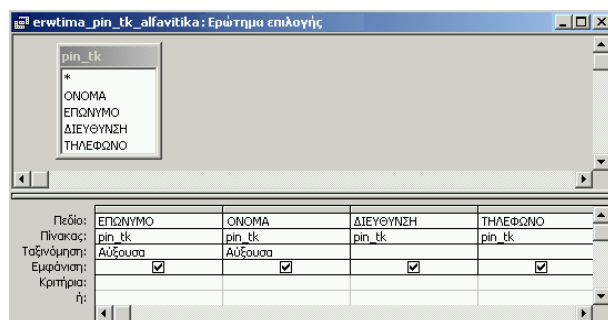 erwtima_pin_tk_alfavitika : Ερώτημα επιλογής
pin_tk
*
ΟΝΟΜΑ
ΕΠΩΝΥΜΟ
ΔΙΕΥΘΥΝΣΗ
ΤΗΛΕΦΩΝΟ
Πεδίο: ΕΠΩΝΥΜΟ ΟΝΟΜΑ ΔΙΕΥΘΥΝΣΗ ΤΗΛΕΦΩΝΟ
Πίνακας: pin_tk pin_tk pin_tk pin_tk
Ταξινόμηση: Αύξουσα Αύξουσα
Εμφάνιση:
Κριτήρια:
ή: